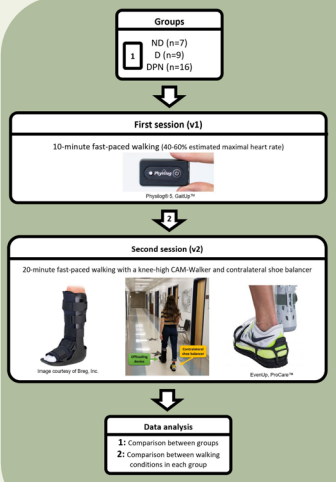 Groups
ND (n=7)
1
D (n=9)
DPN (n=16)
First session (v1)
10-minute fast-paced walking (40-60% estimated maximal heart rate)
Physilog
Physilog® 5, GaitUp™
2
Second session (v2)
20-minute fast-paced walking with a knee-high CAM-Walker and contralateral shoe balancer
Offloading device
Contralateral shoe balancer
Image courtesy of Breg, Inc.
EvenUp, ProCare™
Data analysis
1: Comparison between groups
2: Comparison between walking
conditions in each group